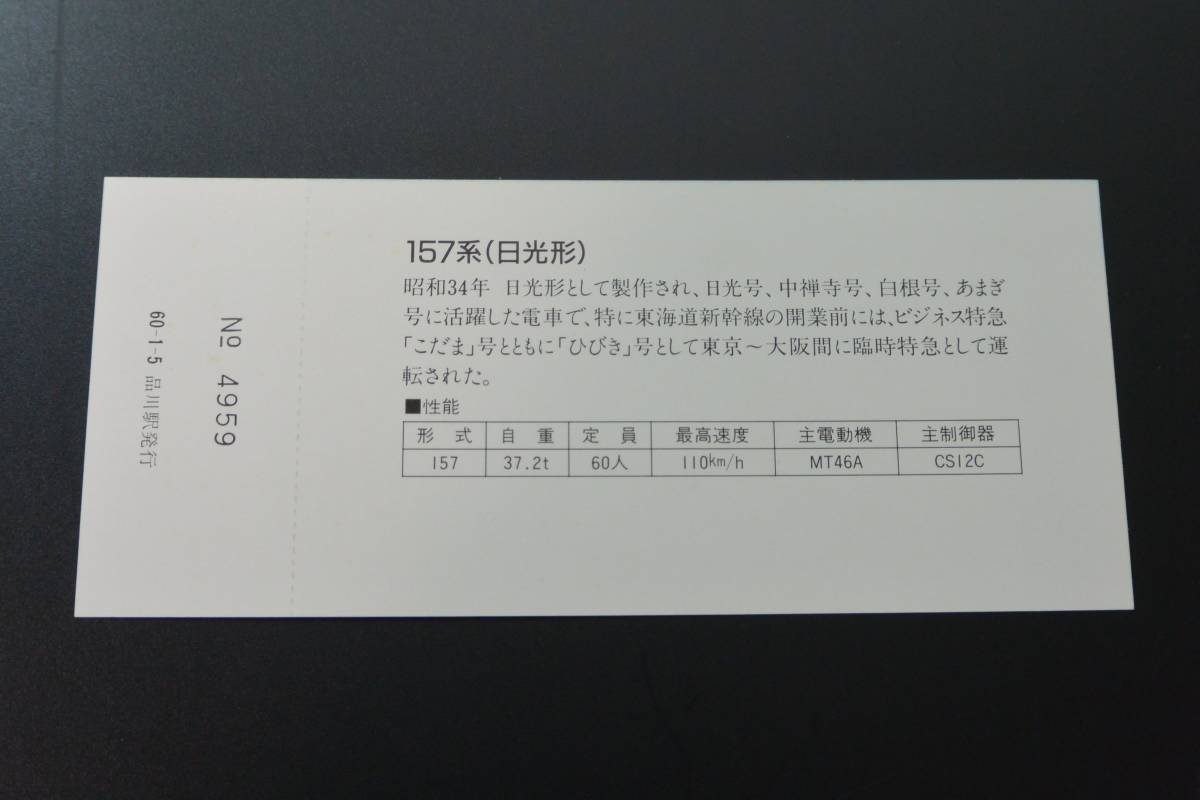 157系(日光形)
昭和34年 日光形として製作され、日光号、中禅寺号、白根号、あまぎ
号に活躍した電車で、特に東海道新幹線の開業前には、ビジネス特急
「こだま」号とともに「ひびき」号として東京～大阪間に臨時特急として運
転された。
■性能
形式 自重 定員 最高速度 主電動機 主制御器
157 37.2t 60人 110km/h MT46A CS12C
№ 4959
60-1-5 品川駅発行